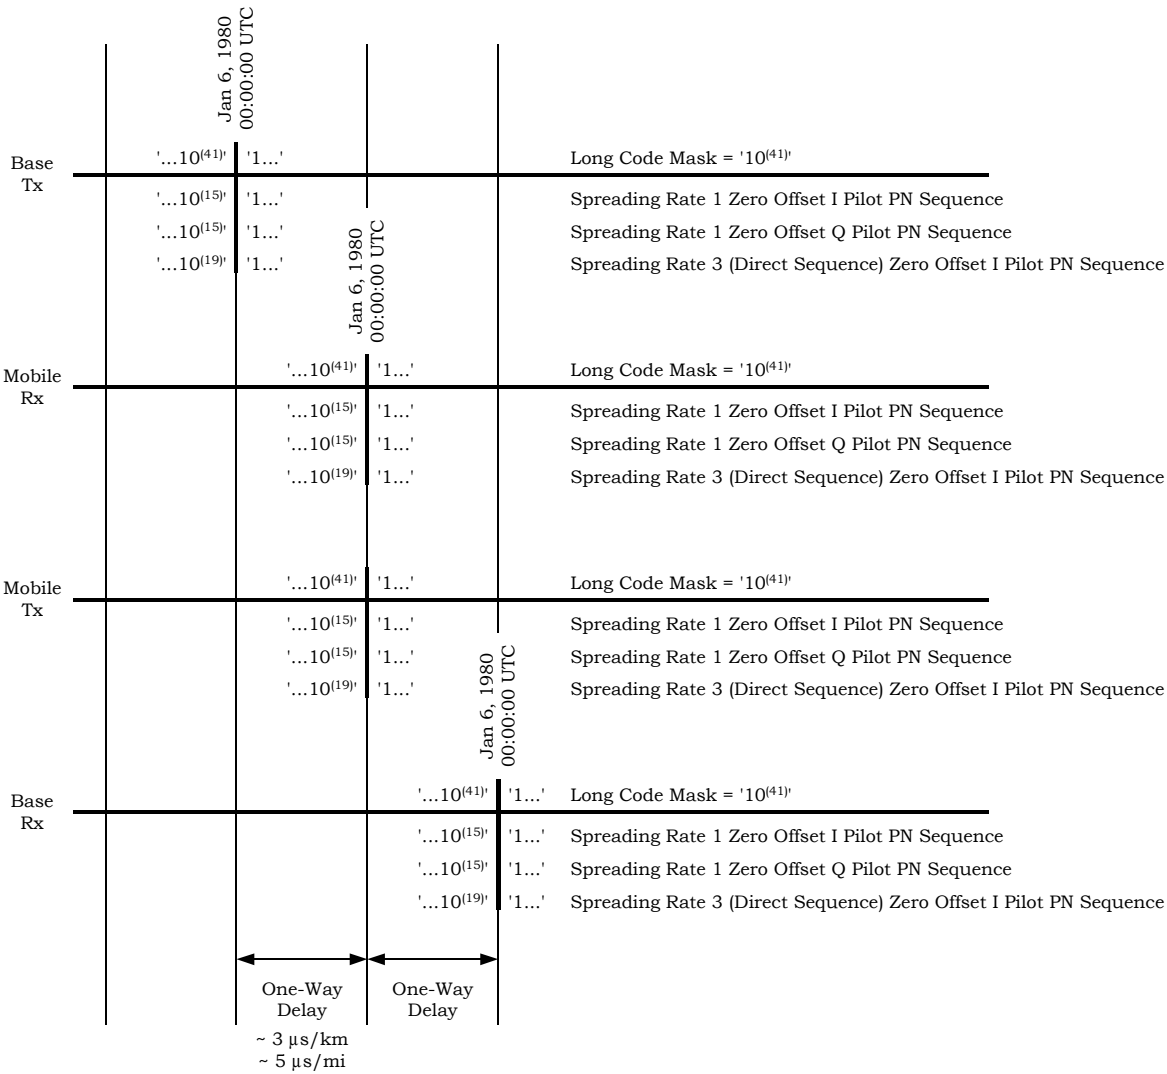 Jan 6, 1980
00:00:00 UTC
Base
Tx
'...10(41)' '1...' Long Code Mask = '10(41)'
'...10(15)' '1...' Spreading Rate 1 Zero Offset I Pilot PN Sequence
'...10(15)' '1...' Spreading Rate 1 Zero Offset Q Pilot PN Sequence
'...10(19)' '1...' Spreading Rate 3 (Direct Sequence) Zero Offset I Pilot PN Sequence
Jan 6, 1980
00:00:00 UTC
Mobile
Rx
'...10(41)' '1...' Long Code Mask = '10(41)'
'...10(15)' '1...' Spreading Rate 1 Zero Offset I Pilot PN Sequence
'...10(15)' '1...' Spreading Rate 1 Zero Offset Q Pilot PN Sequence
'...10(19)' '1...' Spreading Rate 3 (Direct Sequence) Zero Offset I Pilot PN Sequence
Mobile
Tx
'...10(41)' '1...' Long Code Mask = '10(41)'
'...10(15)' '1...' Spreading Rate 1 Zero Offset I Pilot PN Sequence
'...10(15)' '1...' Spreading Rate 1 Zero Offset Q Pilot PN Sequence
'...10(19)' '1...' Spreading Rate 3 (Direct Sequence) Zero Offset I Pilot PN Sequence
Jan 6, 1980
00:00:00 UTC
Base
Rx
'...10(41)' '1...' Long Code Mask = '10(41)'
'...10(15)' '1...' Spreading Rate 1 Zero Offset I Pilot PN Sequence
'...10(15)' '1...' Spreading Rate 1 Zero Offset Q Pilot PN Sequence
'...10(19)' '1...' Spreading Rate 3 (Direct Sequence) Zero Offset I Pilot PN Sequence
One-Way
Delay
~ 3 µs/km
~ 5 µs/mi
One-Way
Delay